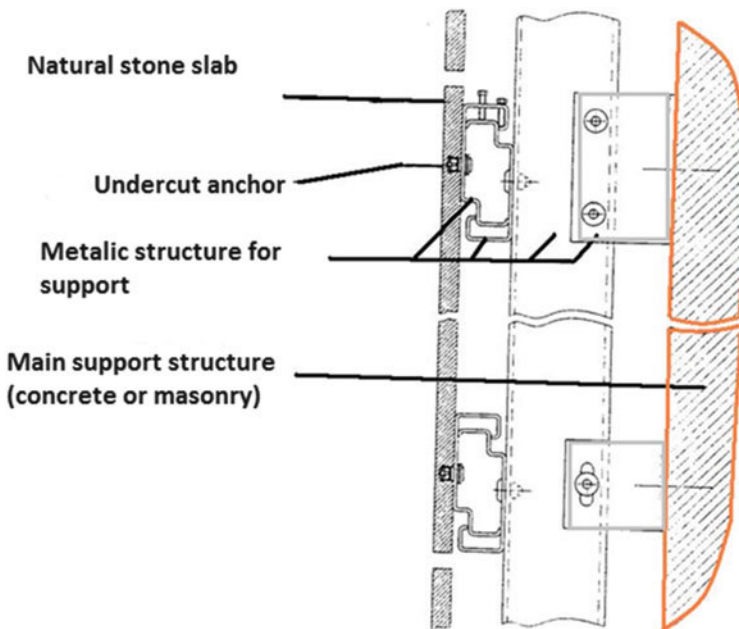 Natural stone slab
Undercut anchor
Metalic structure for
support
Main support structure
(concrete or masonry)